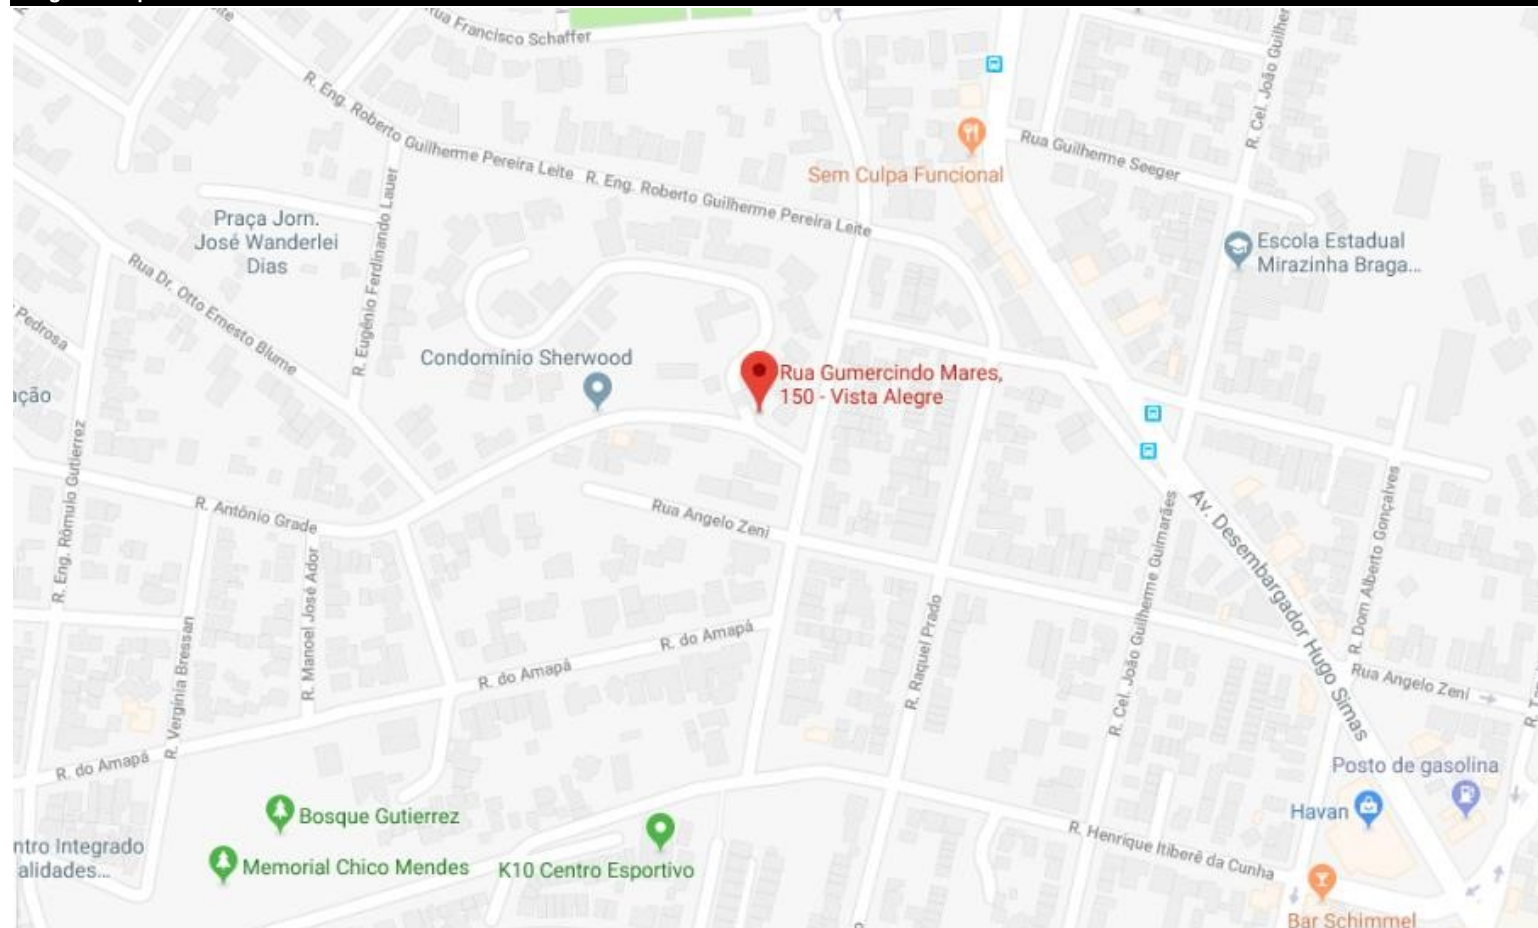 Rua Francisco Schaffer
R. Eng. Roberto Guilherme Pereira Leite
R. Eng. Roberto Guilherme Pereira Leite
Sem Culpa Funcional
Rua Guilherme Seeger
R. Cel. João Guilher
Praça Jorn.
José Wanderlei
Dias
R. Eugênio Ferdinando Lauer
Escola Estadual
Mirazinha Braga...
Rua Dr. Otto Ernesto Blume
Pedrosa
Condomínio Sherwood
Rua Gumercindo Mares,
150 - Vista Alegre
ação
R. Eng. Rômulo Gutierrez
R. Antônio Grade
Rua Angelo Zeni
R. Cel. João Guilherme Guimarães
Av. Desembargador Hugo Simas
R. Dom Alberto Gonçalves
R. Manoel José Ador
R. Vergínia Bressan
R. do Amapá
R. do Amapá
R. Raquel Prado
Rua Angelo Zeni
R. do Amapá
Posto de gasolina
Havan
Bosque Gutierrez
Memorial Chico Mendes
K10 Centro Esportivo
R. Henrique Itiberê da Cunha
ntro Integrado
alidades...
Bar Schimmel